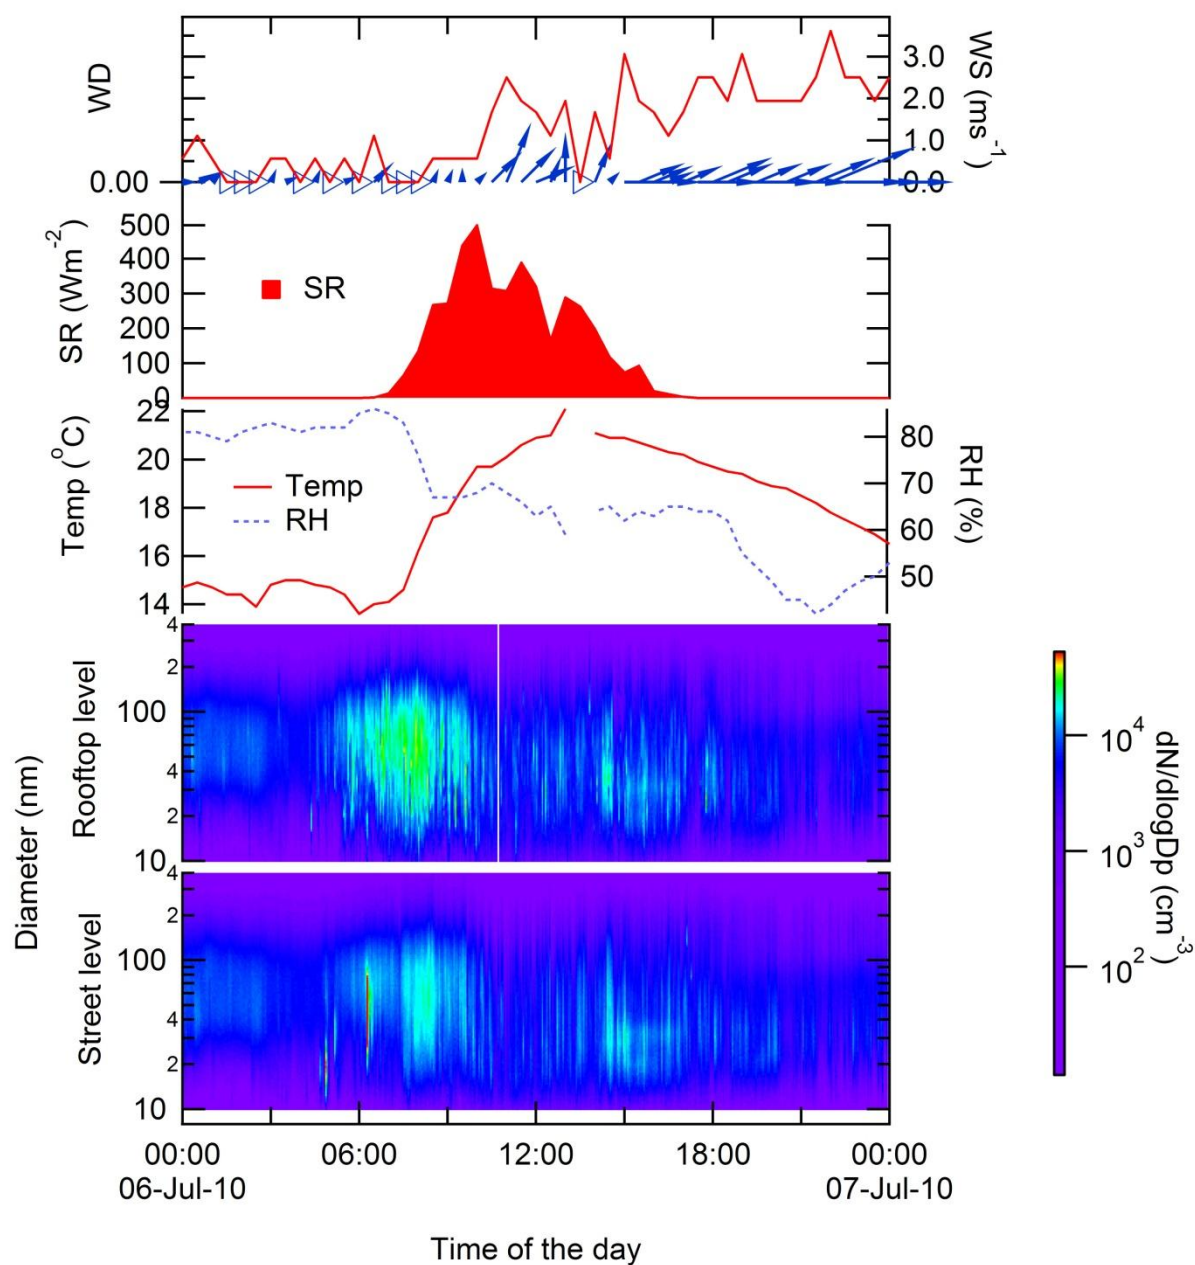 WD
0.00
3.0
2.0
1.0
0.0
WS (ms⁻¹)
SR (Wm⁻²)
500
400
300
200
100
0
SR
Temp (°C)
22
20
18
16
14
Temp
RH
80
70
60
50
RH (%)
Diameter (nm)
Rooftop level
4
2
100
4
2
10
Street level
4
2
100
4
2
10
10⁴
10³
10²
dN/dlogDp (cm⁻³)
00:00 06:00 12:00 18:00 00:00
06-Jul-10 07-Jul-10
Time of the day